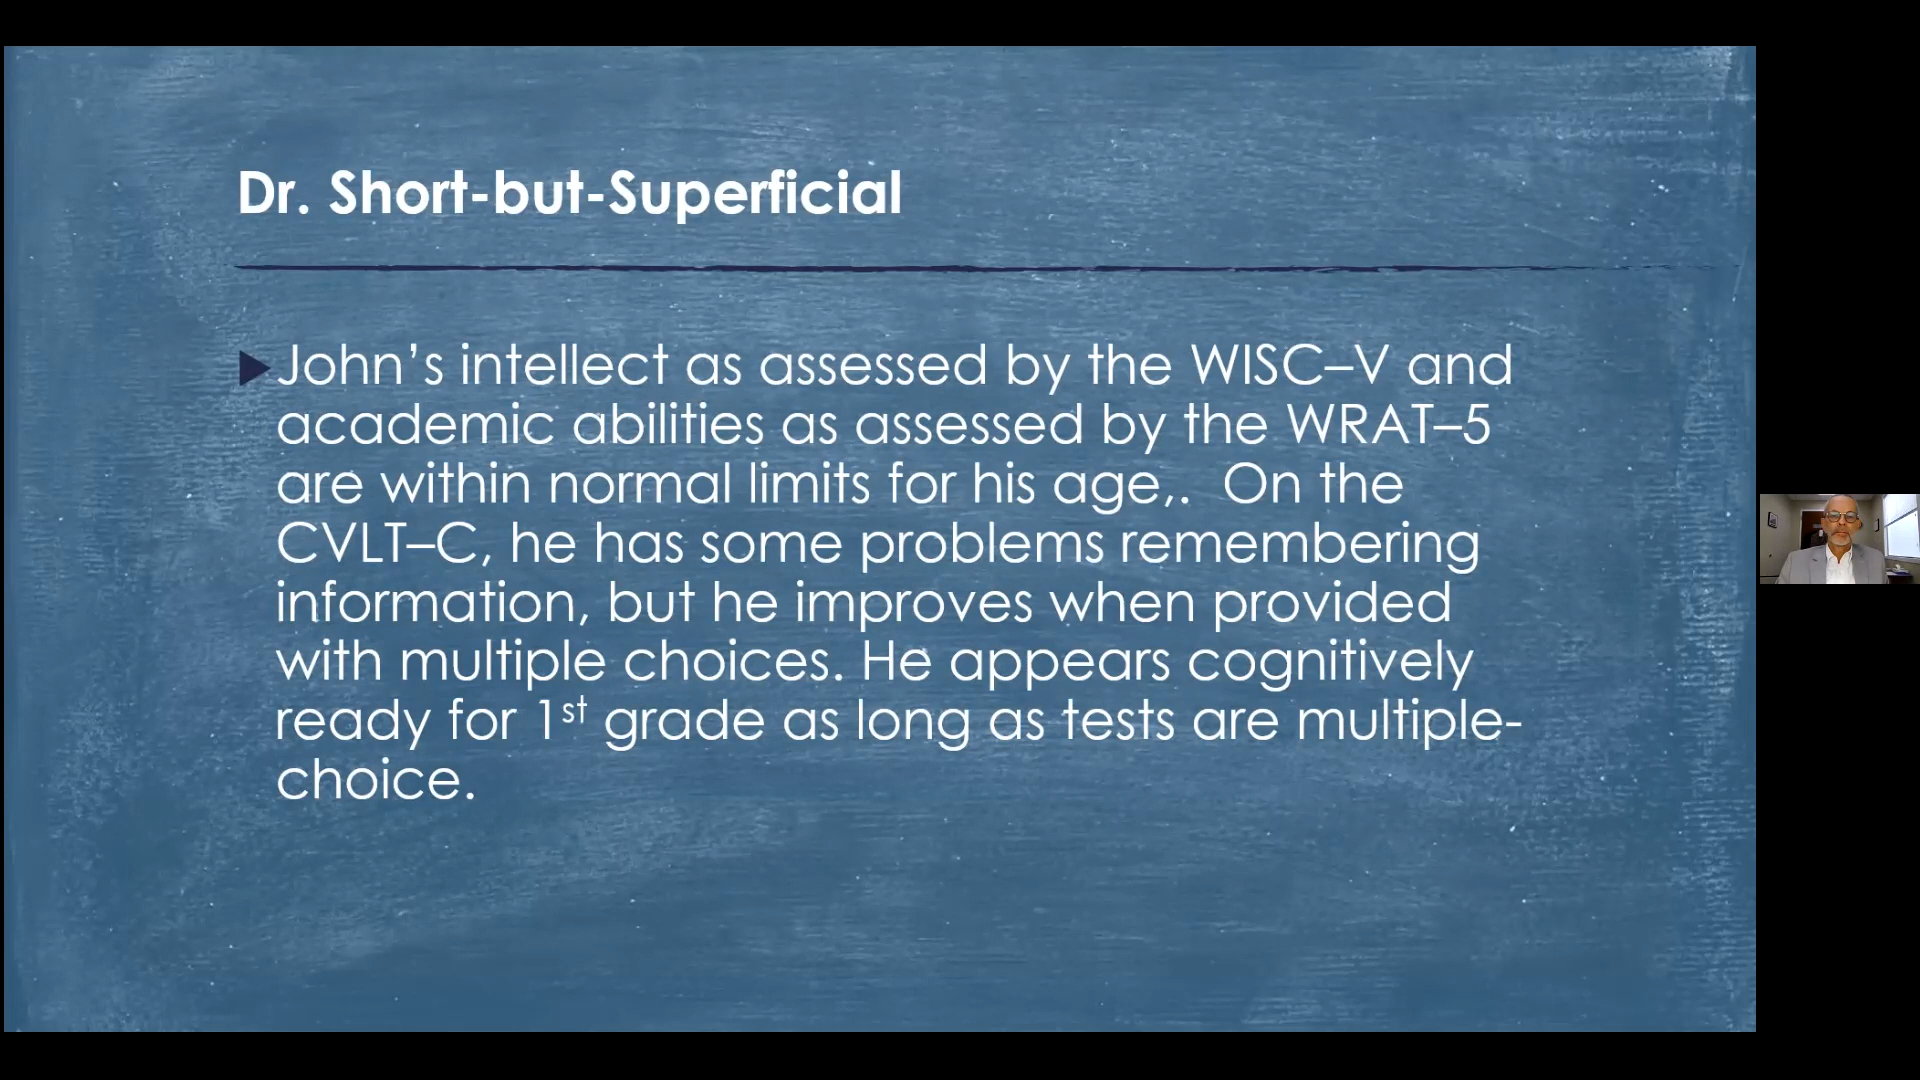 Dr. Short-but-Superficial
John’s intellect as assessed by the WISC–V and
academic abilities as assessed by the WRAT–5
are within normal limits for his age,.  On the
CVLT–C, he has some problems remembering
information, but he improves when provided
with multiple choices. He appears cognitively
ready for 1st grade as long as tests are multiple-
choice.